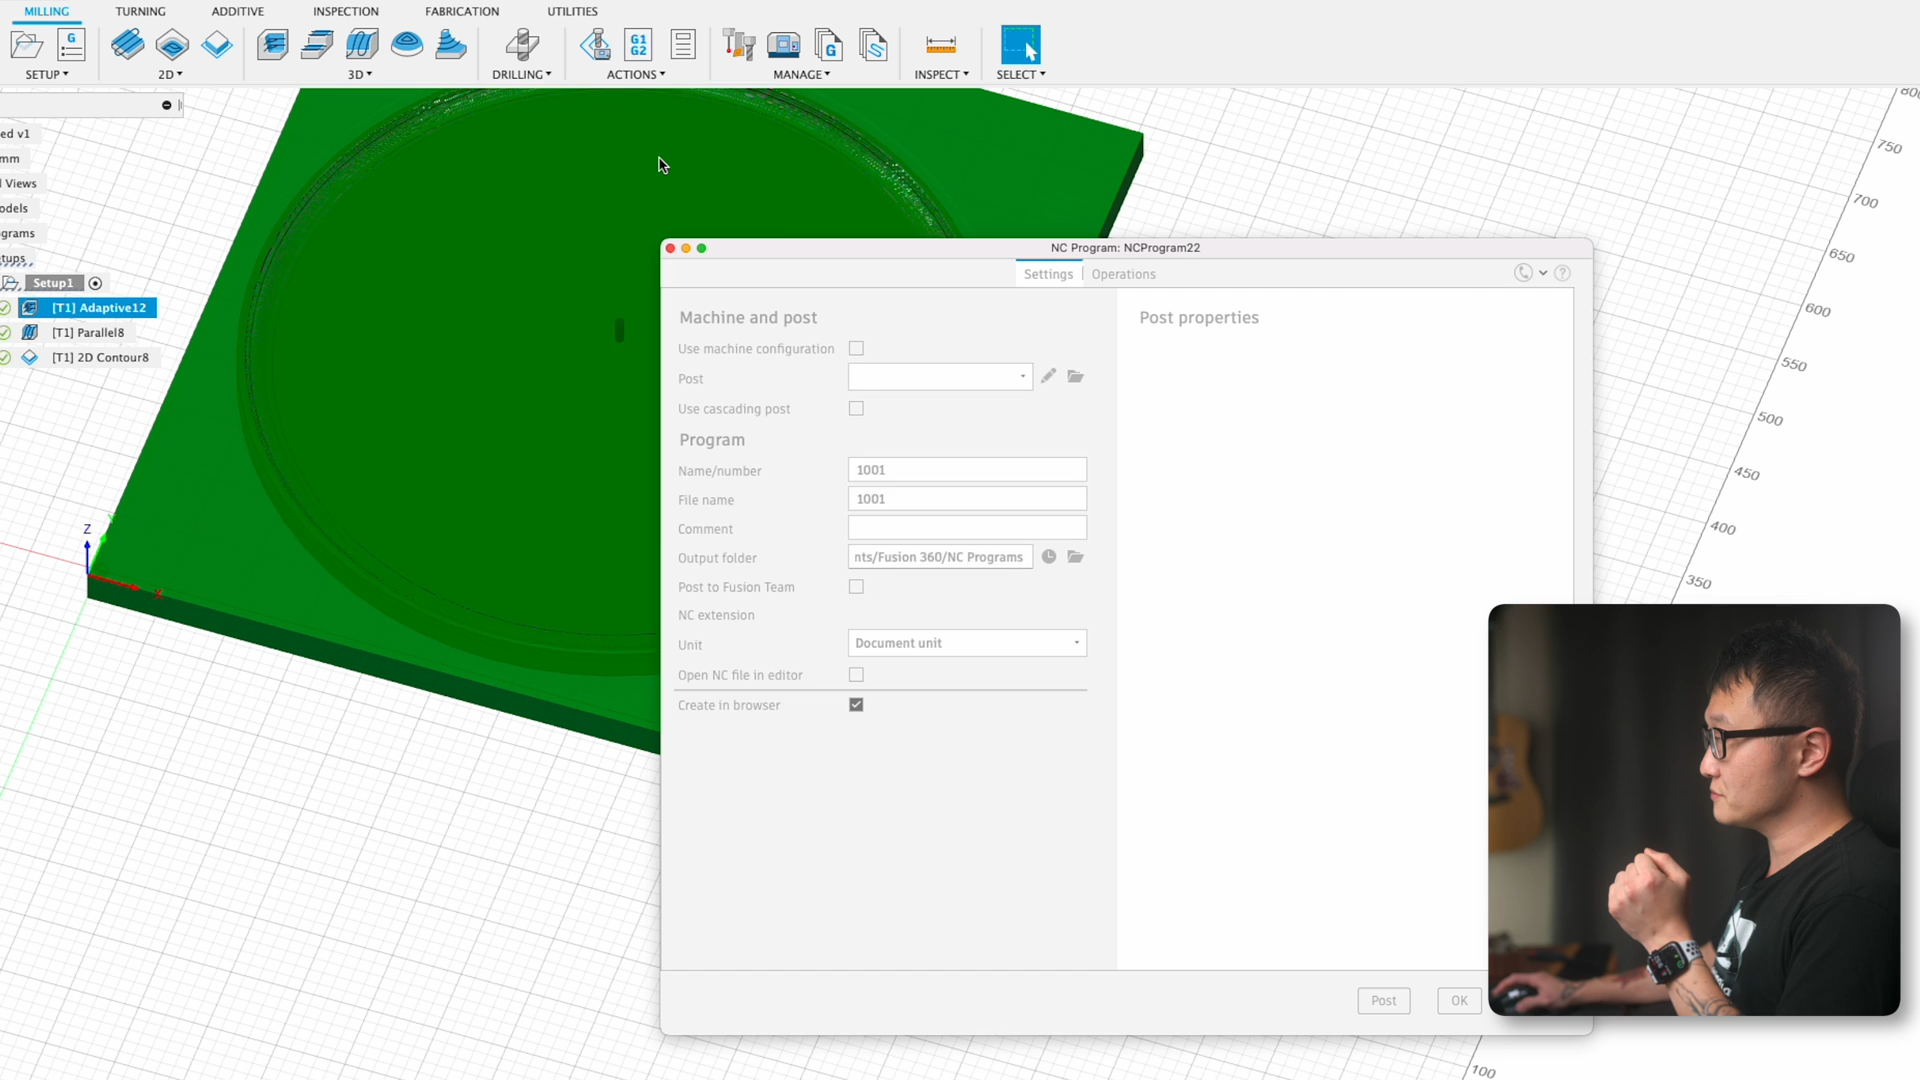 MILLING TURNING ADDITIVE INSPECTION FABRICATION UTILITIES
G G1 G2 G
SETUP 2D 3D DRILLING ACTIONS MANAGE INSPECT SELECT
ed v1
mm
l Views
odels
grams
tups
Setup1
[T1] Adaptive12
[T1] Parallel8
[T1] 2D Contour8
NC Program: NCProgram22
Settings | Operations
Machine and post
Post properties
Use machine configuration
Post
Use cascading post
Program
Name/number 1001
File name 1001
Comment
Output folder nts/Fusion 360/NC Programs
Post to Fusion Team
NC extension
Unit Document unit
Open NC file in editor
Create in browser
Post OK
Z
Y
X
800
750
700
650
600
550
500
450
400
350
100